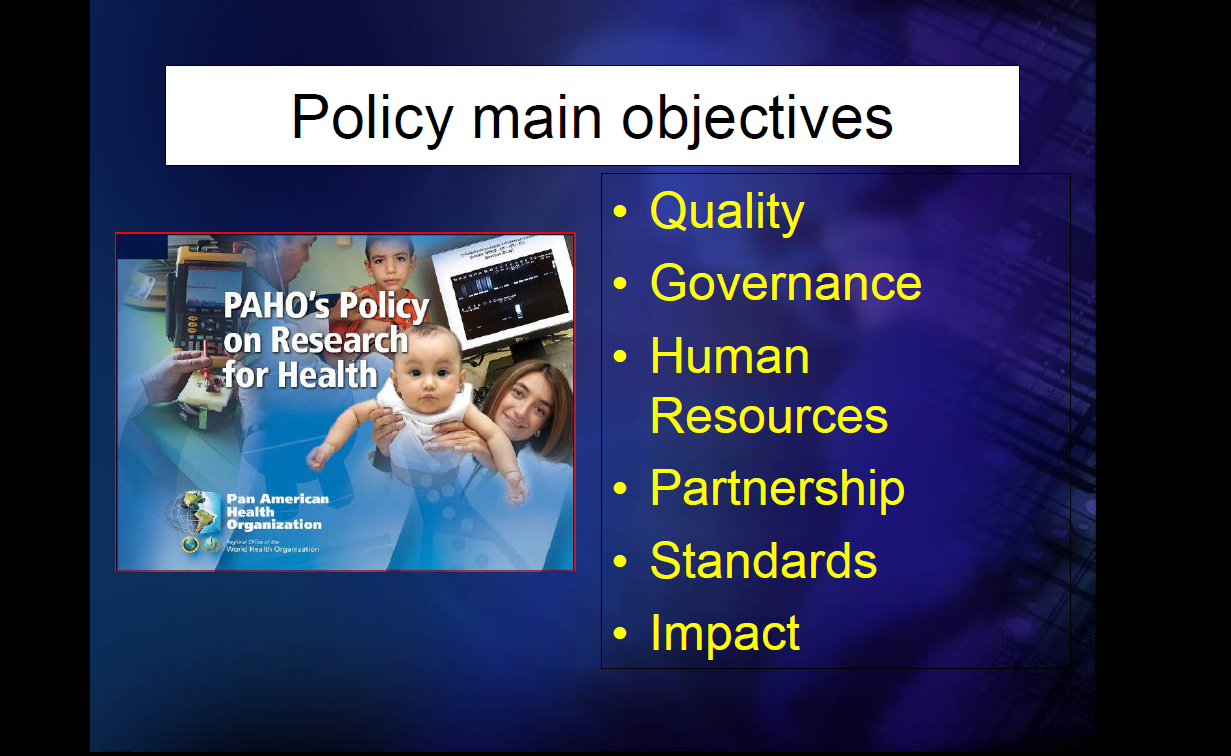 Policy main objectives
PAHO's Policy
on Research
for Health
Pan American
Health
Organization
Regional Office of the
World Health Organization
• Quality
• Governance
• Human
Resources
• Partnership
• Standards
• Impact